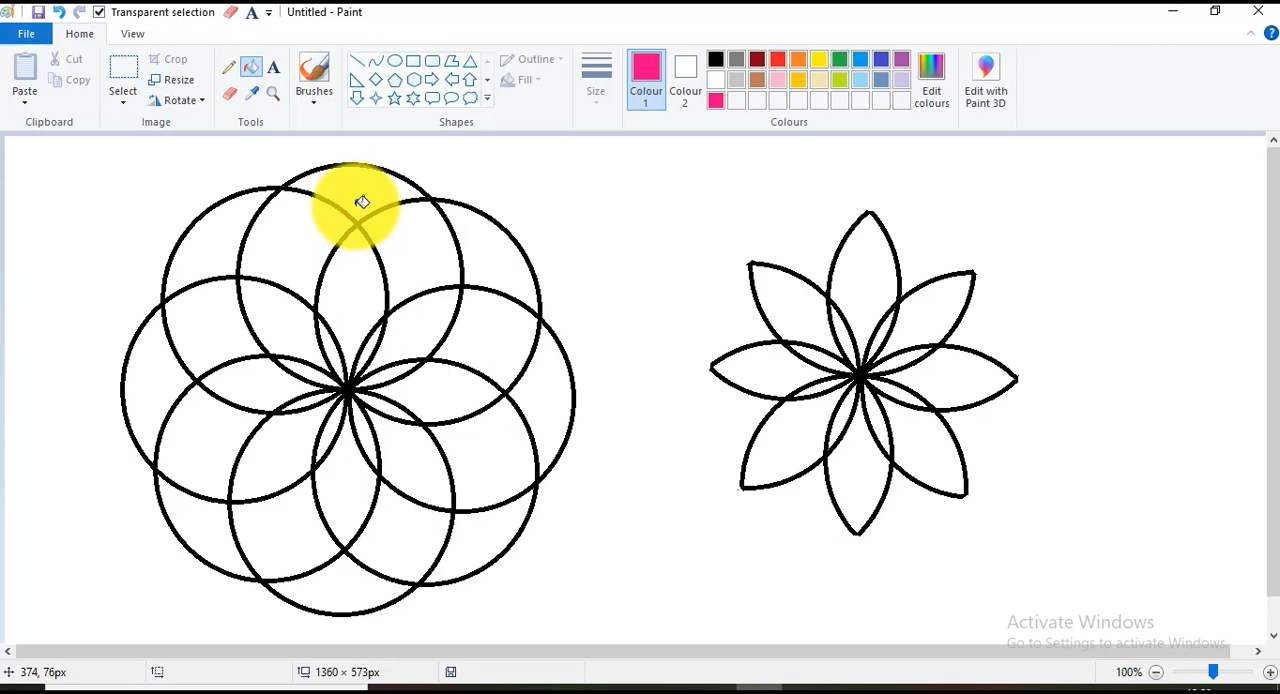 Transparent selection A Untitled - Paint
File Home View
Paste
Cut
Copy
Clipboard
Select
Crop
Resize
Rotate
Image
A
Tools
Brushes
Outline
Fill
Shapes
Size
Colour 1
Colour 2
Edit colours
Colours
Edit with Paint 3D
Activate Windows
Go to Settings to activate Windows.
374, 76px
1360 × 573px
100%